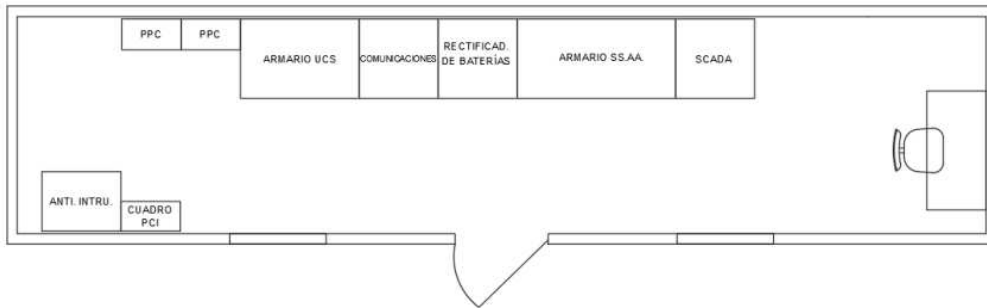 PPC
PPC
ARMARIO UCS
COMUNICACIONES
RECTIFICAD.
DE BATERÍAS
ARMARIO SS.AA.
SCADA
ANTI. INTRU.
CUADRO
PCI